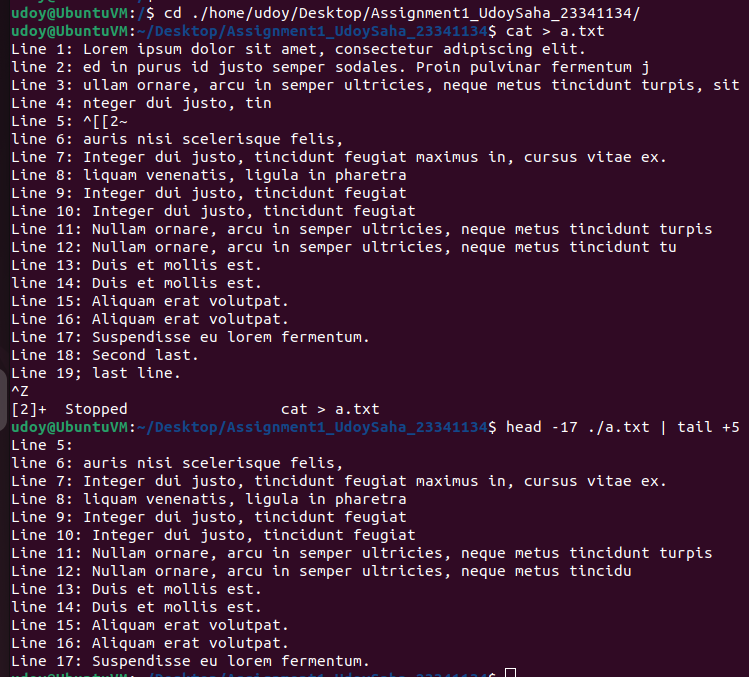 udoy@UbuntuVM:/$ cd ./home/udoy/Desktop/Assignment1_UdoySaha_23341134/
udoy@UbuntuVM:~/Desktop/Assignment1_UdoySaha_23341134$ cat > a.txt
Line 1: Lorem ipsum dolor sit amet, consectetur adipiscing elit.
line 2: ed in purus id justo semper sodales. Proin pulvinar fermentum j
Line 3: ullam ornare, arcu in semper ultricies, neque metus tincidunt turpis, sit
Line 4: nteger dui justo, tin
Line 5: ^[[2~
line 6: auris nisi scelerisque felis,
Line 7: Integer dui justo, tincidunt feugiat maximus in, cursus vitae ex.
Line 8: liquam venenatis, ligula in pharetra
Line 9: Integer dui justo, tincidunt feugiat
Line 10: Integer dui justo, tincidunt feugiat
Line 11: Nullam ornare, arcu in semper ultricies, neque metus tincidunt turpis
Line 12: Nullam ornare, arcu in semper ultricies, neque metus tincidunt tu
Line 13: Duis et mollis est.
line 14: Duis et mollis est.
Line 15: Aliquam erat volutpat.
Line 16: Aliquam erat volutpat.
Line 17: Suspendisse eu lorem fermentum.
Line 18: Second last.
Line 19; last line.
^Z
[2]+  Stopped                 cat > a.txt
udoy@UbuntuVM:~/Desktop/Assignment1_UdoySaha_23341134$ head -17 ./a.txt | tail +5
Line 5:
line 6: auris nisi scelerisque felis,
Line 7: Integer dui justo, tincidunt feugiat maximus in, cursus vitae ex.
Line 8: liquam venenatis, ligula in pharetra
Line 9: Integer dui justo, tincidunt feugiat
Line 10: Integer dui justo, tincidunt feugiat
Line 11: Nullam ornare, arcu in semper ultricies, neque metus tincidunt turpis
Line 12: Nullam ornare, arcu in semper ultricies, neque metus tincidu
Line 13: Duis et mollis est.
line 14: Duis et mollis est.
Line 15: Aliquam erat volutpat.
Line 16: Aliquam erat volutpat.
Line 17: Suspendisse eu lorem fermentum.